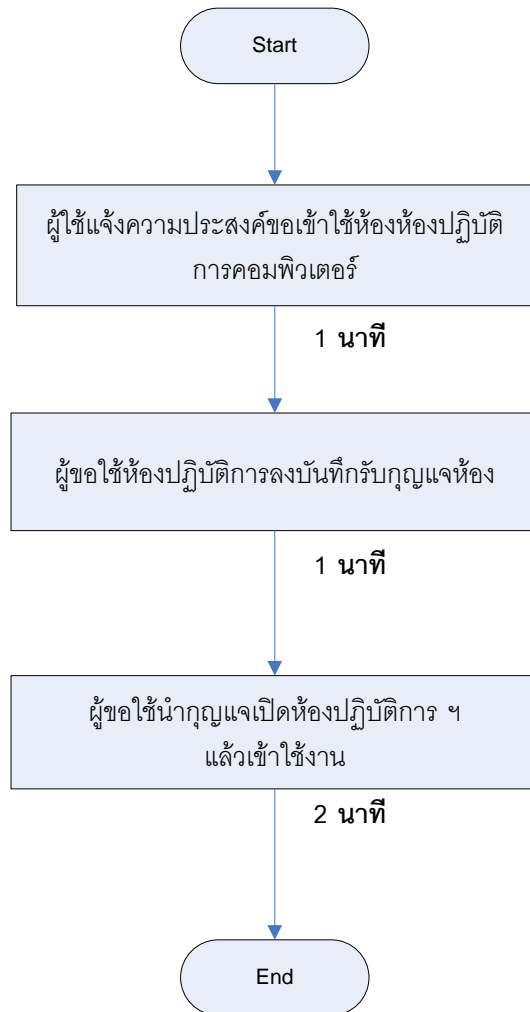 Start
ผู้ใช้แจ้งความประสงค์ขอเข้าใช้ห้องห้องปฏิบัติ
การคอมพิวเตอร์
1 นาที
ผู้ขอใช้ห้องปฏิบัติการลงบันทึกรับกุญแจห้อง
1 นาที
ผู้ขอใช้นำกุญแจเปิดห้องปฏิบัติการ ฯ
แล้วเข้าใช้งาน
2 นาที
End